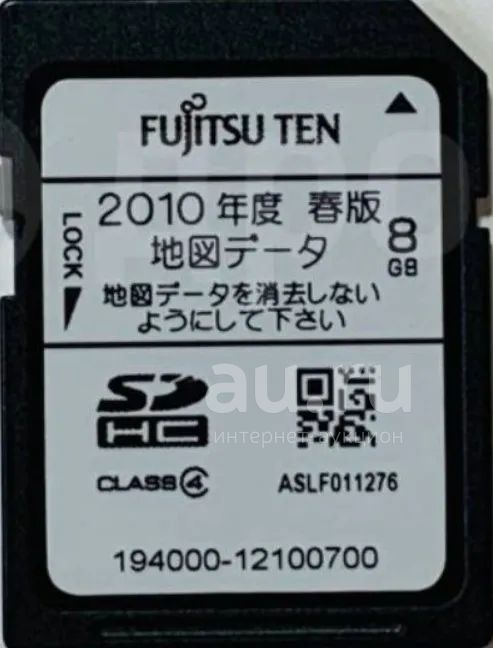 FUJITSU TEN
2010 年度 春版
地図データ
8
GB
LOCK
地図データを消去しない
ようにして下さい
SD
HC
au.ru
интернет-аукцион
CLASS 4
ASLF011276
194000-12100700